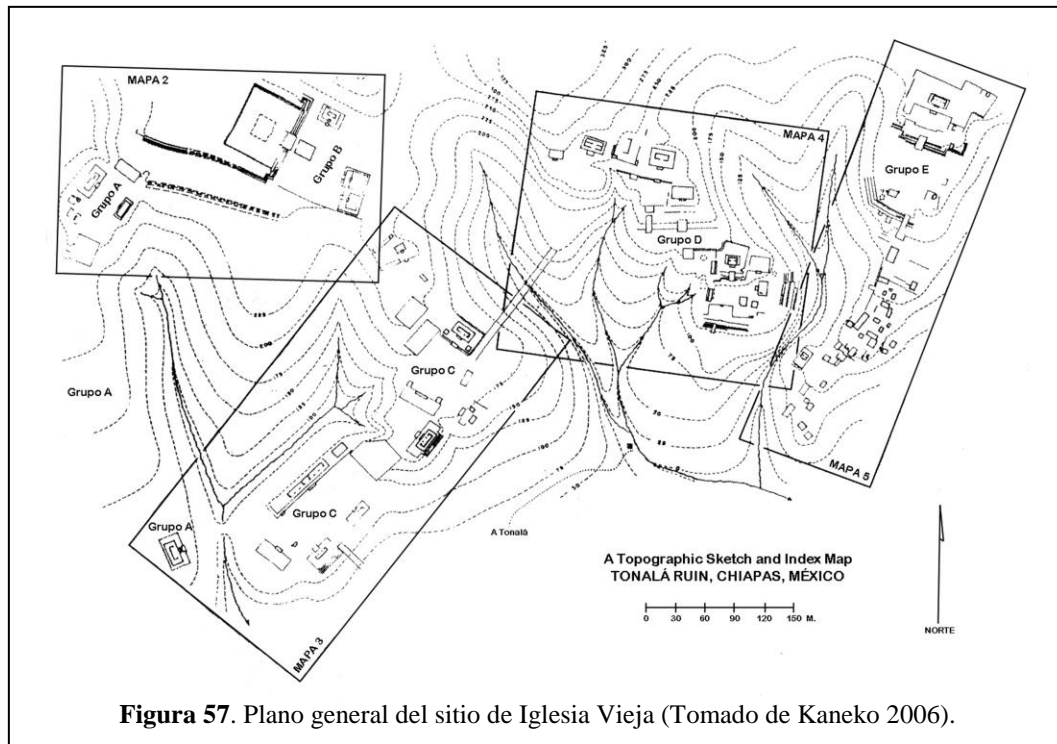 MAPA 2
Grupo A
Grupo B
MAPA 4
Grupo D
Grupo E
MAPA 5
Grupo A
Grupo C
Grupo A
Grupo C
MAPA 3
A Tonalá
A Topographic Sketch and Index Map
TONALÁ RUIN, CHIAPAS, MÉXICO
0 30 60 90 120 150 M.
NORTE
Figura 57. Plano general del sitio de Iglesia Vieja (Tomado de Kaneko 2006).